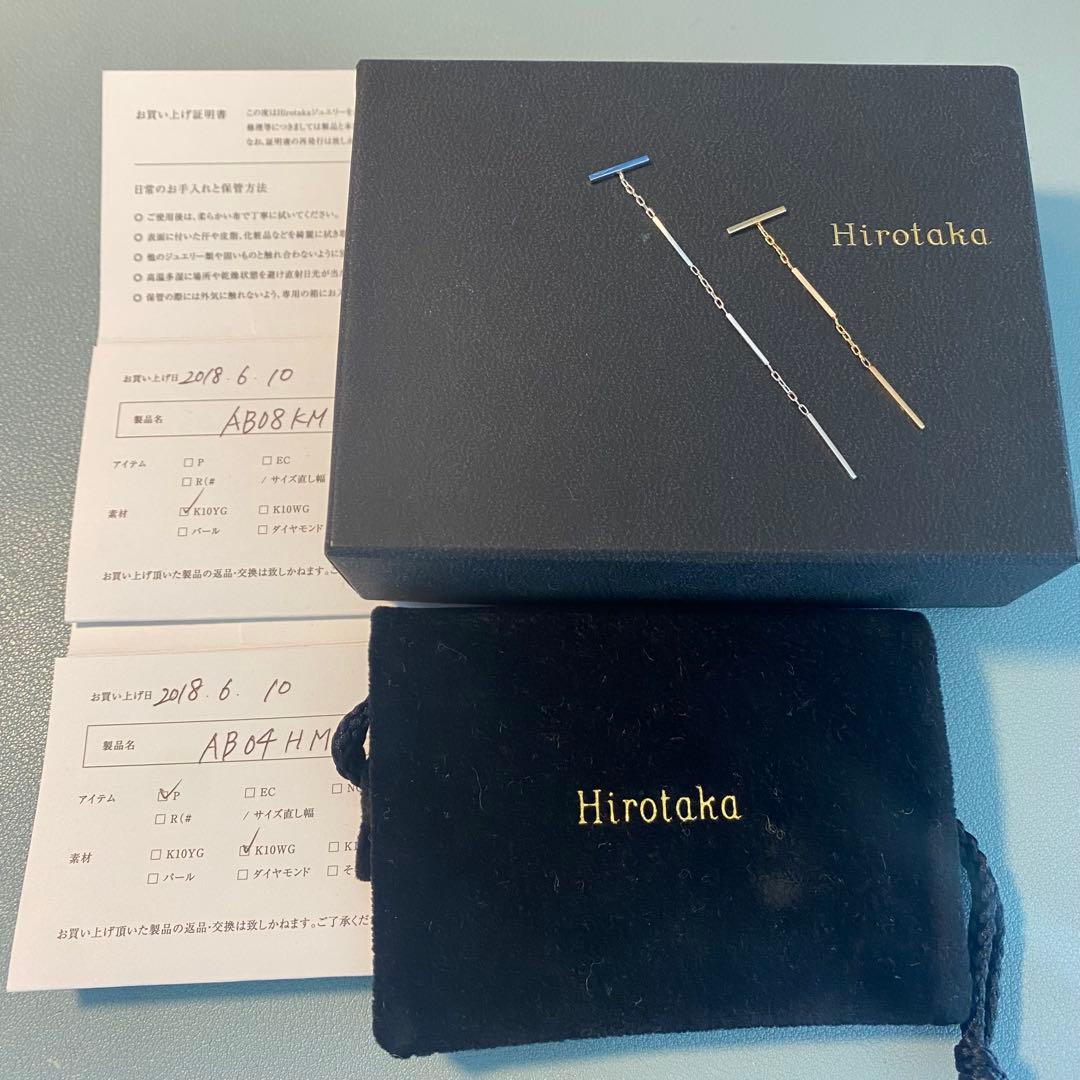 お買い上げ証明書
この度はHirotakaジュエリーを
修理等につきましては製品と
なお、証明書の再発行は致し
日常のお手入れと保管方法
◎ ご使用後は、柔らかい布で丁寧に拭いてください。
◎ 表面に付いた汗や皮脂、化粧品などを綺麗に拭き
◎ 他のジュエリー類や固いものと触れ合わないように
◎ 高温多湿に場所や乾燥状態を避け直射日光が当
◎ 保管の際には外気に触れないよう、専用の箱にお
お買い上げ日 2018.6.10
製品名 AB08KM
アイテム □ P □ EC
□ R(# / サイズ直し幅
素材 ☑ K10YG □ K10WG
□ パール □ ダイヤモンド
お買い上げ頂いた製品の返品・交換は致しかねます。
お買い上げ日 2018.6.10
製品名 AB04HM
アイテム ☑ P □ EC □
□ R(# / サイズ直し幅
素材 □ K10YG ☑ K10WG □
□ パール □ ダイヤモンド □
お買い上げ頂いた製品の返品・交換は致しかねます。ご了承くだ
Hirotaka
Hirotaka